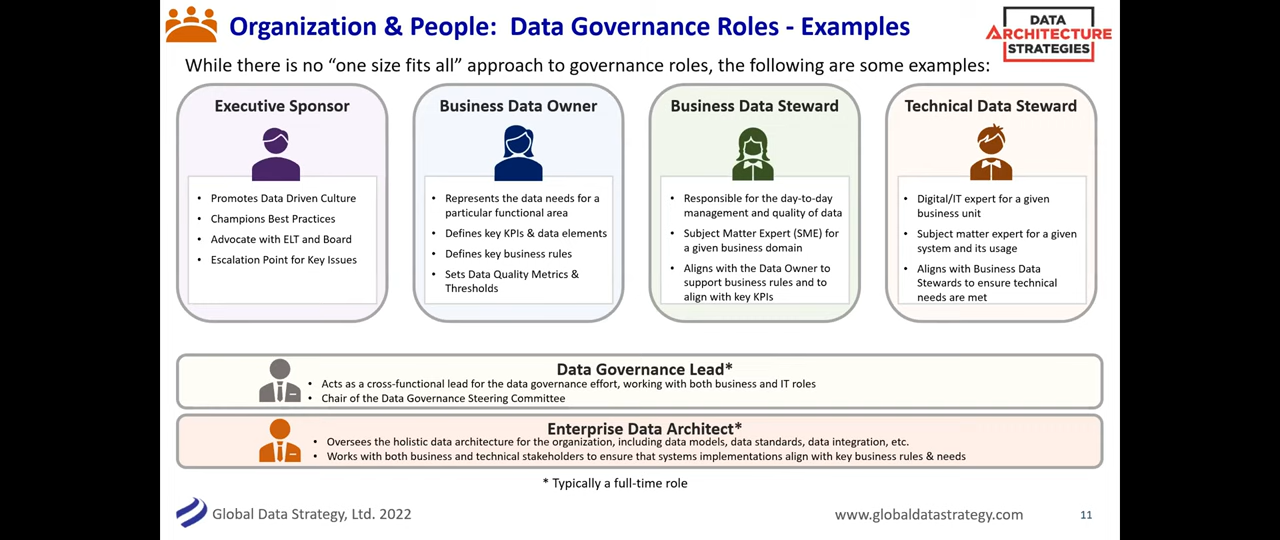 Organization & People:  Data Governance Roles - Examples
DATA
ARCHITECTURE
STRATEGIES
While there is no “one size fits all” approach to governance roles, the following are some examples:
Executive Sponsor
• Promotes Data Driven Culture
• Champions Best Practices
• Advocate with ELT and Board
• Escalation Point for Key Issues
Business Data Owner
• Represents the data needs for a
particular functional area
• Defines key KPIs & data elements
• Defines key business rules
• Sets Data Quality Metrics &
Thresholds
Business Data Steward
• Responsible for the day-to-day
management and quality of data
• Subject Matter Expert (SME) for
a given business domain
• Aligns with the Data Owner to
support business rules and to
align with key KPIs
Technical Data Steward
• Digital/IT expert for a given
business unit
• Subject matter expert for a given
system and its usage
• Aligns with Business Data
Stewards to ensure technical
needs are met
Data Governance Lead*
• Acts as a cross-functional lead for the data governance effort, working with both business and IT roles
• Chair of the Data Governance Steering Committee
Enterprise Data Architect*
• Oversees the holistic data architecture for the organization, including data models, data standards, data integration, etc.
• Works with both business and technical stakeholders to ensure that systems implementations align with key business rules & needs
* Typically a full-time role
Global Data Strategy, Ltd. 2022
www.globaldatastrategy.com
11